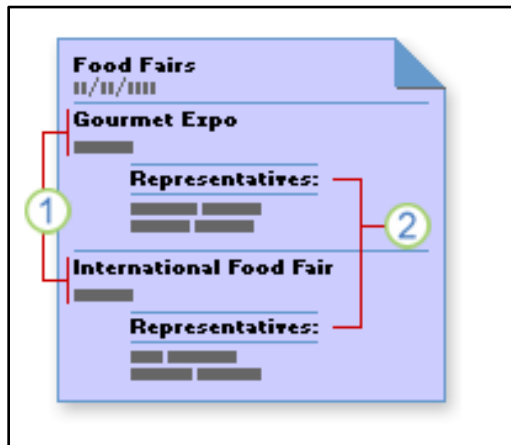 Food Fairs
Gourmet Expo
1
Representatives:
2
International Food Fair
Representatives: